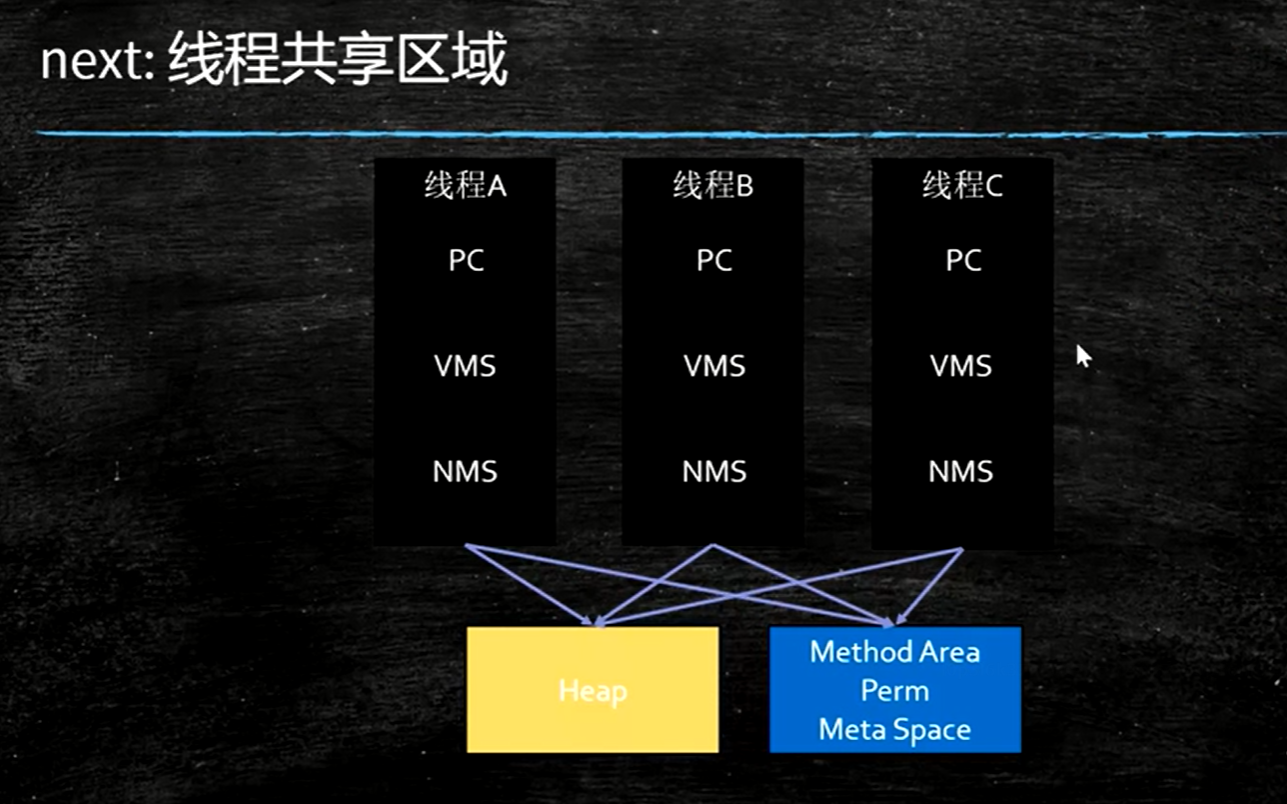 next: 线程共享区域
线程A
PC
VMS
NMS
线程B
PC
VMS
NMS
线程C
PC
VMS
NMS
Heap
Method Area
Perm
Meta Space